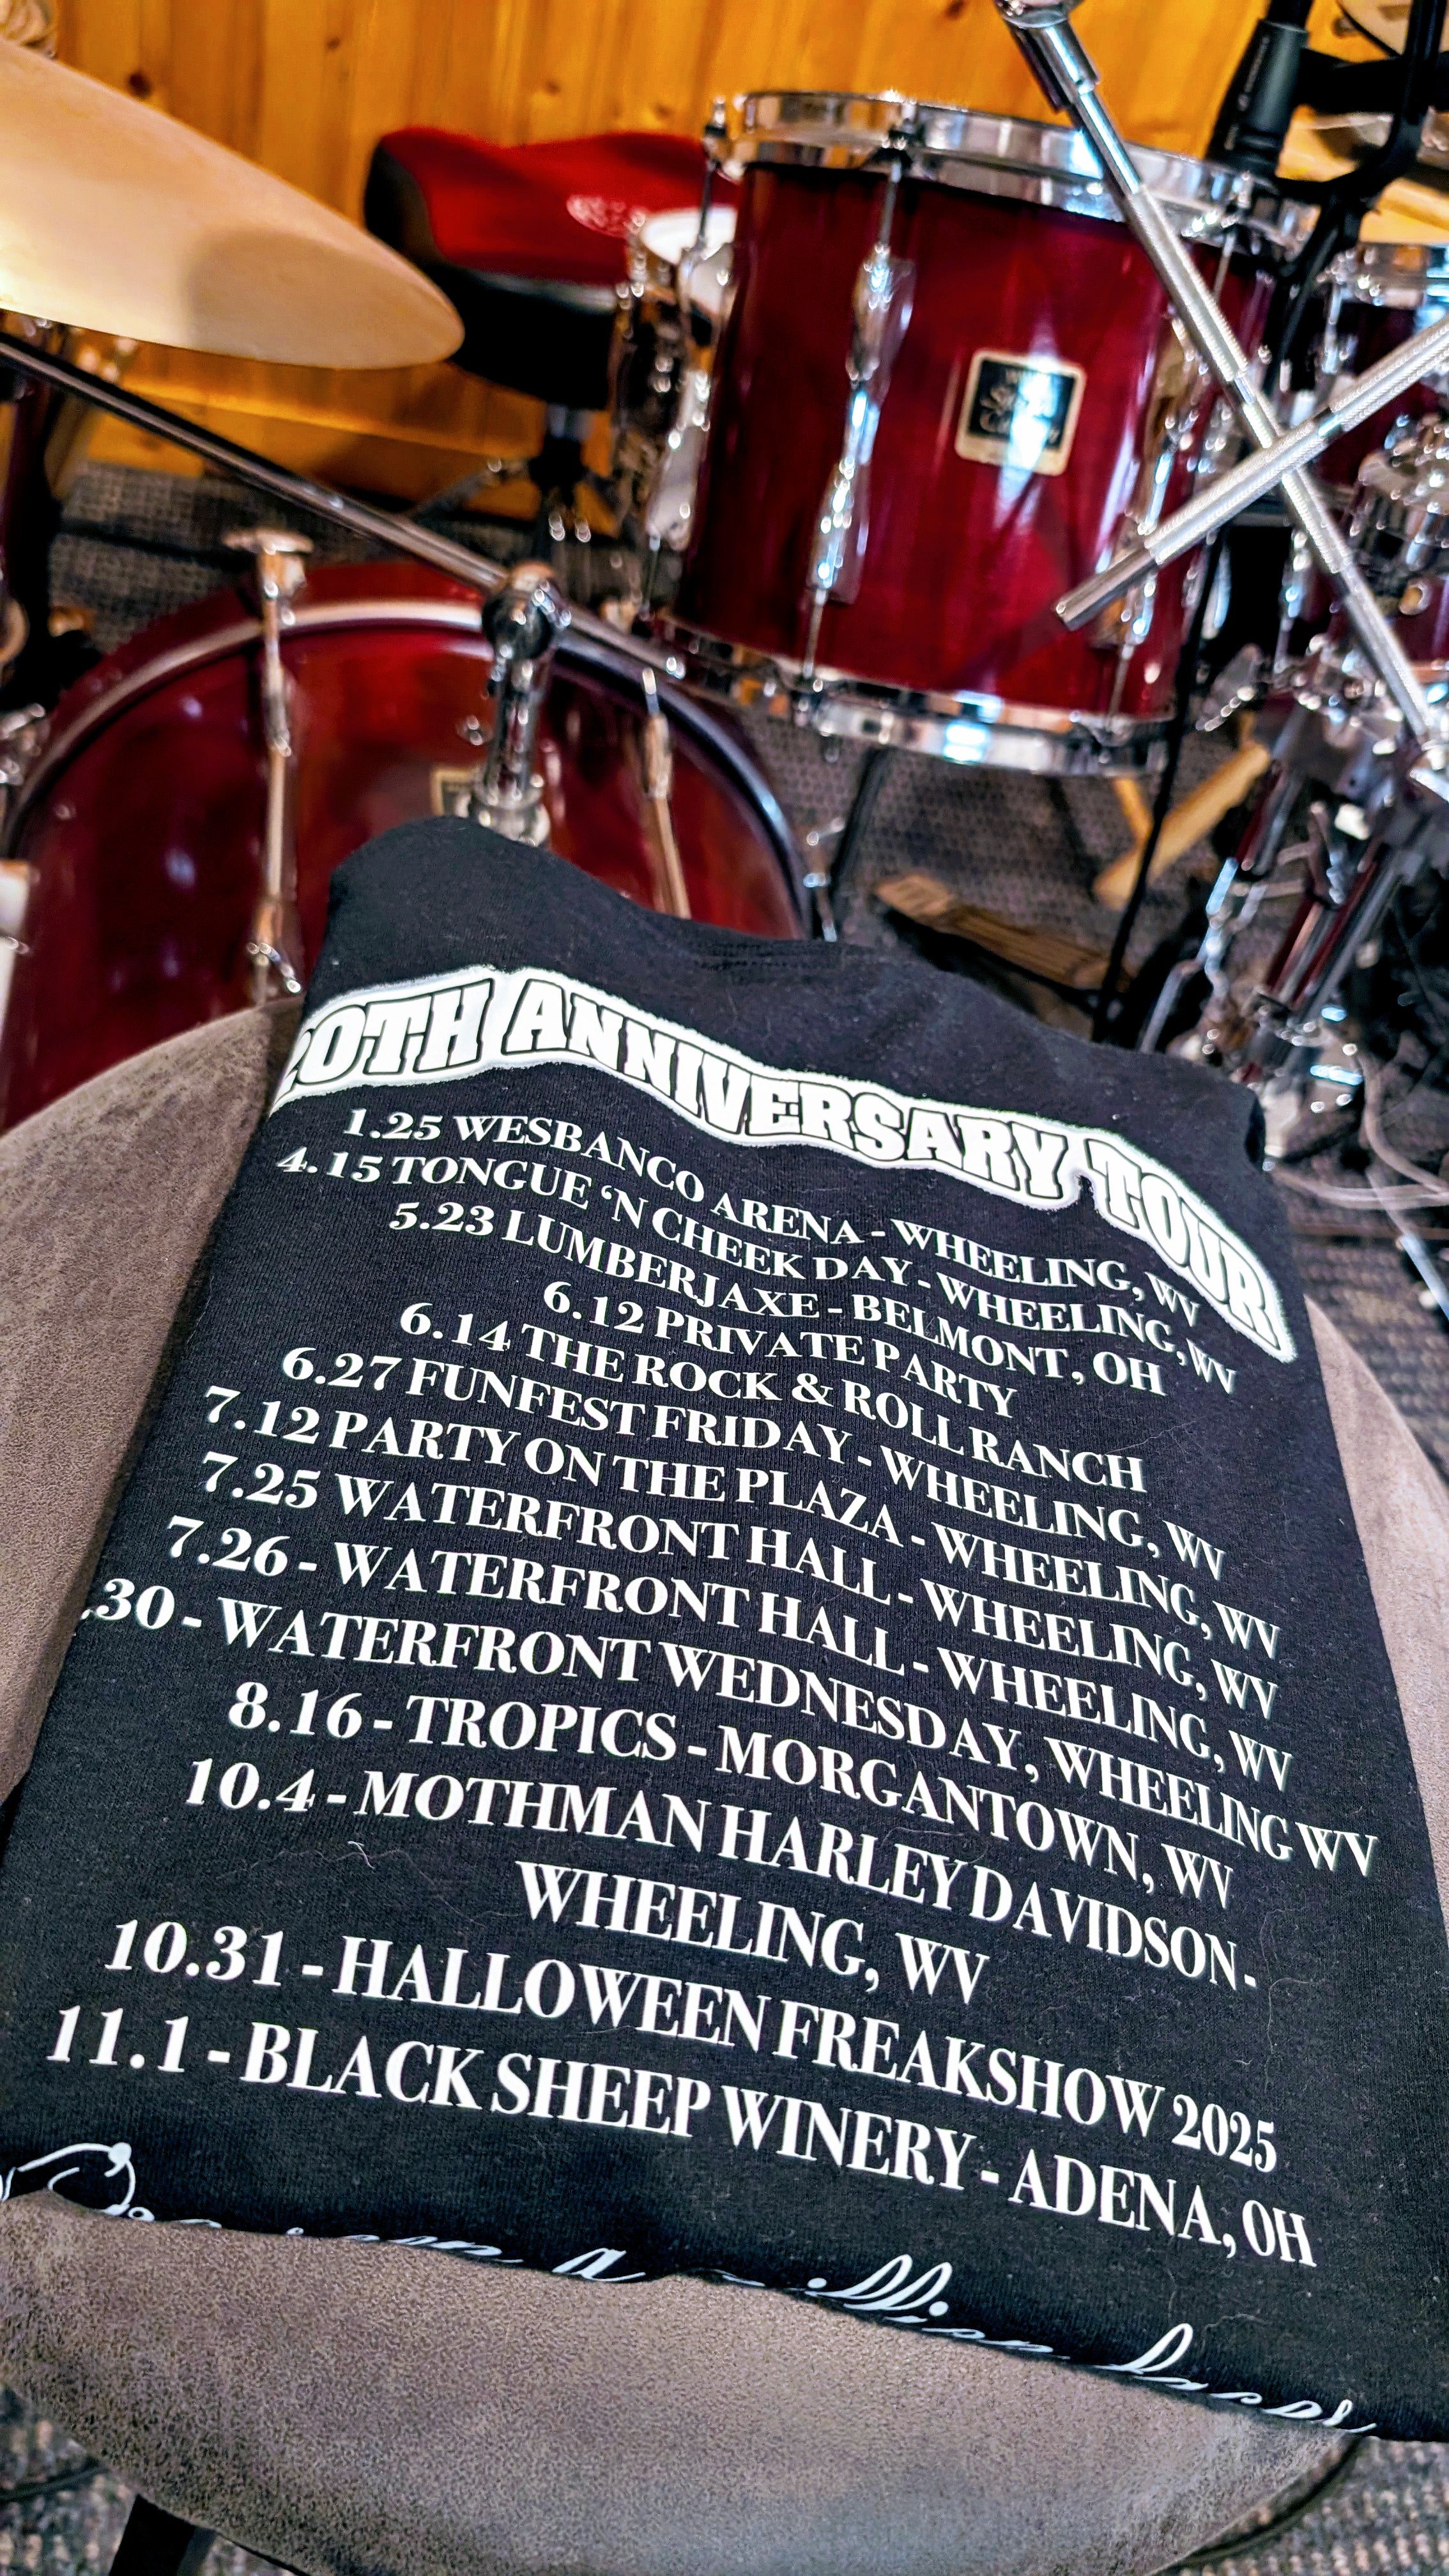 20TH ANNIVERSARY TOUR
1.25 WESBANCO ARENA - WHEELING, WV
4.15 TONGUE ‘N CHEEK DAY - WHEELING, WV
5.23 LUMBERJAXE - BELMONT, OH
6.12 PRIVATE PARTY
6.14 THE ROCK & ROLL RANCH
6.27 FUNFEST FRIDAY - WHEELING, WV
7.12 PARTY ON THE PLAZA - WHEELING, WV
7.25 WATERFRONT HALL - WHEELING, WV
7.26 - WATERFRONT HALL - WHEELING, WV
.30 - WATERFRONT WEDNESDAY, WHEELING WV
8.16 - TROPICS - MORGANTOWN, WV
10.4 - MOTHMAN HARLEY DAVIDSON -
WHEELING, WV
10.31 - HALLOWEEN FREAKSHOW 2025
11.1 - BLACK SHEEP WINERY - ADENA, OH